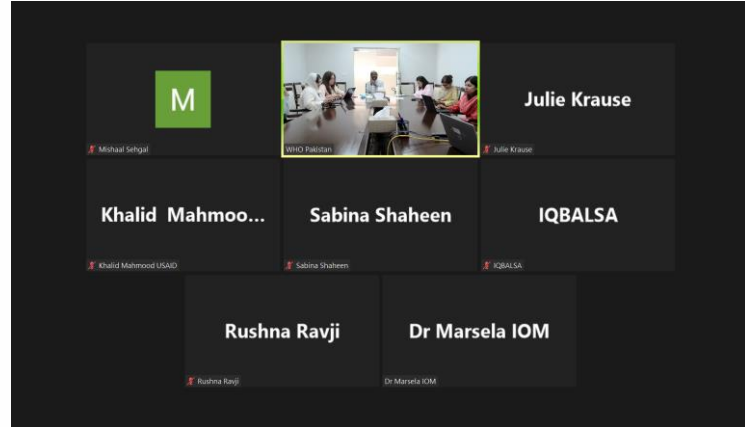 M
Mishaal Sehgal
WHO Pakistan
Julie Krause
Julie Krause
Khalid Mahmoo...
Khalid Mahmood USAID
Sabina Shaheen
Sabina Shaheen
IQBALSA
IQBALSA
Rushna Ravji
Rushna Ravji
Dr Marsela IOM
Dr Marsela IOM